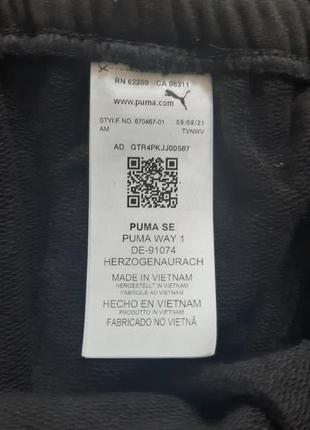 RN 62200 CA 06311
www.puma.com
STYLE NO. 670467-01 09/09/21
AM TVNWV
AD GTR4PKJJ00587
PUMA SE
PUMA WAY 1
DE-91074
HERZOGENAURACH
MADE IN VIETNAM
HERGESTELLT IN VIETNAM
FABRIQUÉ AU VIETNAM
HECHO EN VIETNAM
PRODOTTO IN VIETNAM
FABRICADO NO VIETNÃ